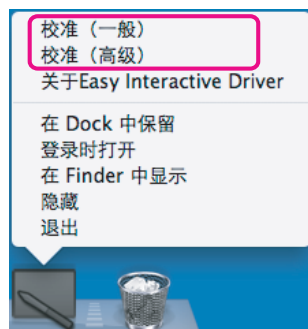 校准（一般）
校准（高级）
关于Easy Interactive Driver
在 Dock 中保留
登录时打开
在 Finder 中显示
隐藏
退出